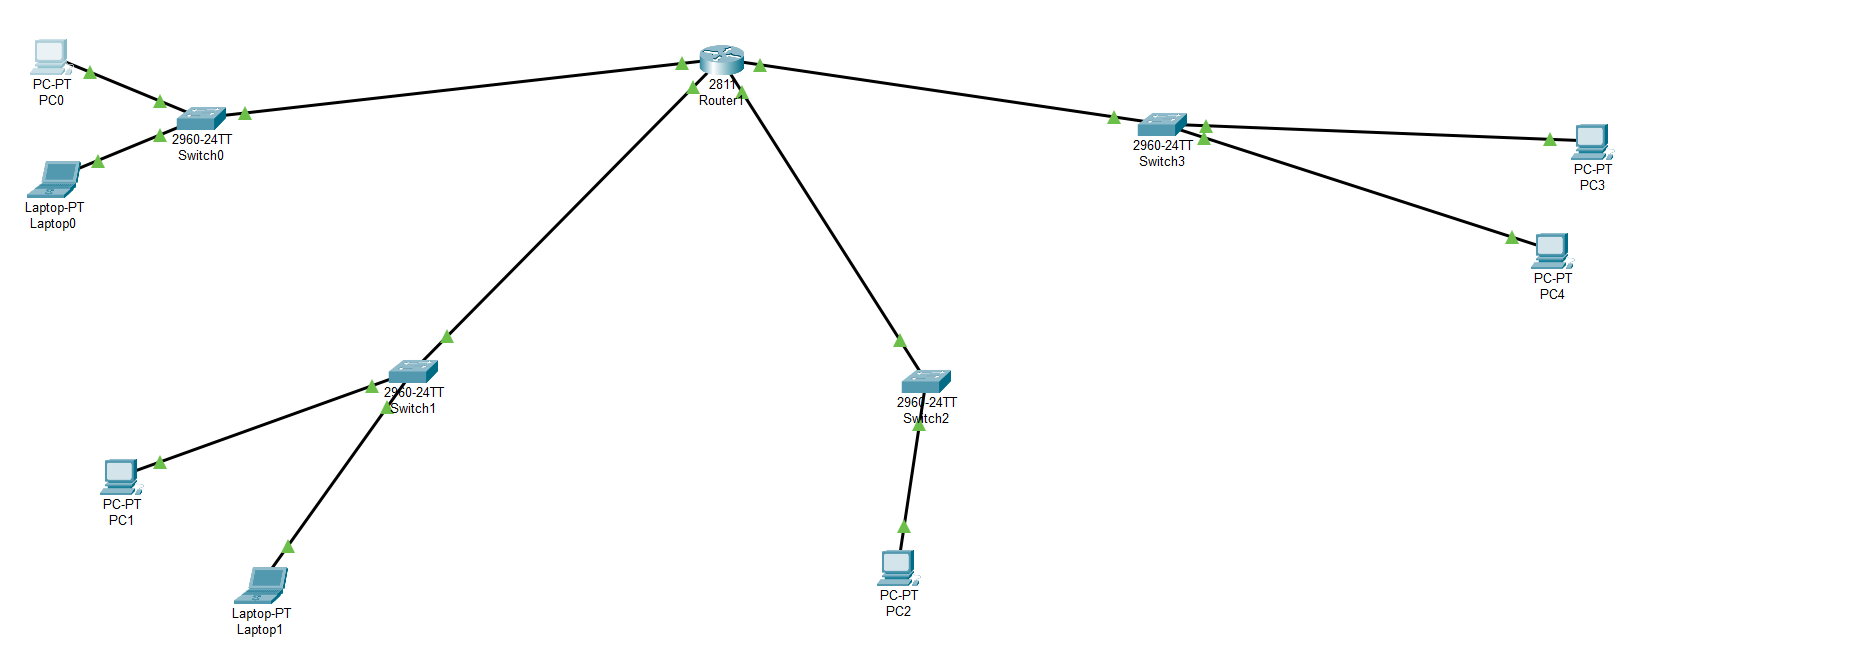 PC-PT
PC0
2960-24TT
Switch0
Laptop-PT
Laptop0
2811
Router1
2960-24TT
Switch3
PC-PT
PC3
PC-PT
PC4
2960-24TT
Switch1
2960-24TT
Switch2
PC-PT
PC1
Laptop-PT
Laptop1
PC-PT
PC2